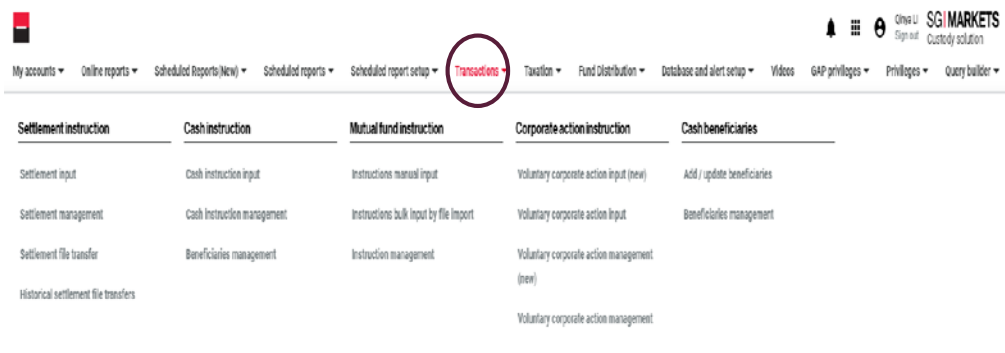 Qinya Li
Sign out
SG|MARKETS
Custody solution
My accounts Online reports Scheduled Reports(New) Scheduled reports Scheduled report setup Transactions Taxation Fund Distribution Database and alert setup Videos GAP privileges Privileges Query builder
Settlement instruction
Settlement input
Settlement management
Settlement file transfer
Historical settlement file transfers
Cash instruction
Cash instruction input
Cash instruction management
Beneficiaries management
Mutual fund instruction
Instructions manual input
Instructions bulk input by file import
Instruction management
Corporate action instruction
Voluntary corporate action input (new)
Voluntary corporate action input
Voluntary corporate action management
(new)
Voluntary corporate action management
Cash beneficiaries
Add / update beneficiaries
Beneficiaries management